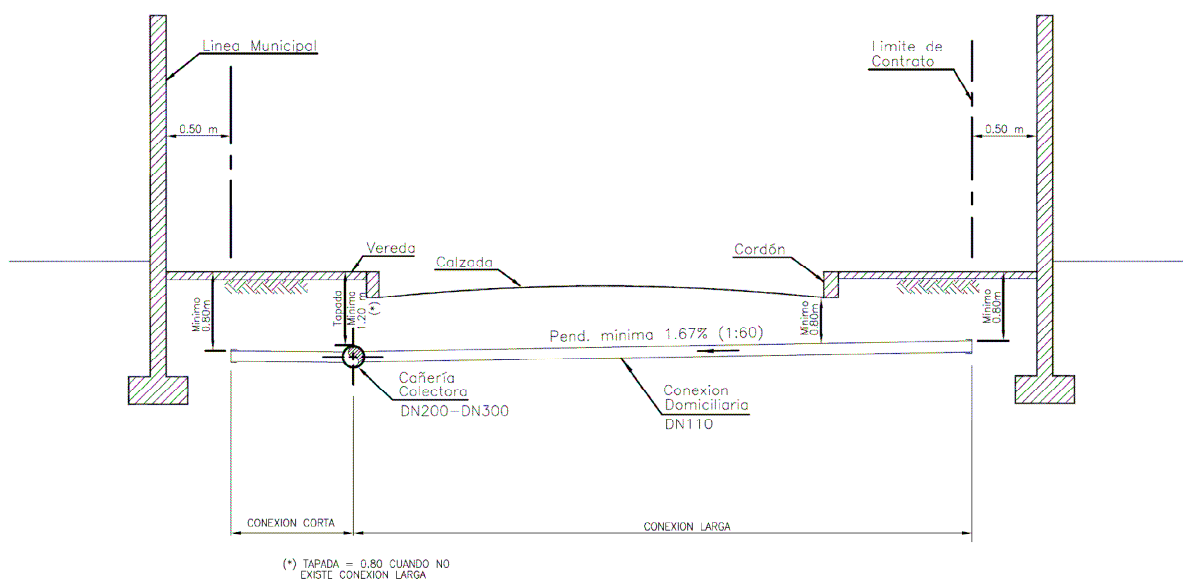 Linea Municipal
Limite de
Contrato
0.50 m
0.50 m
Vereda
Calzada
Cordón
Minimo
0.80m
Tapada
Minima
1.20 m
(*)
Minimo
0.80m
Minimo
0.80m
Pend. minima 1.67% (1:60)
Cañería
Colectora
DN200-DN300
Conexion
Domiciliaria
DN110
CONEXION CORTA
CONEXION LARGA
(*) TAPADA = 0.80 CUANDO NO
EXISTE CONEXION LARGA